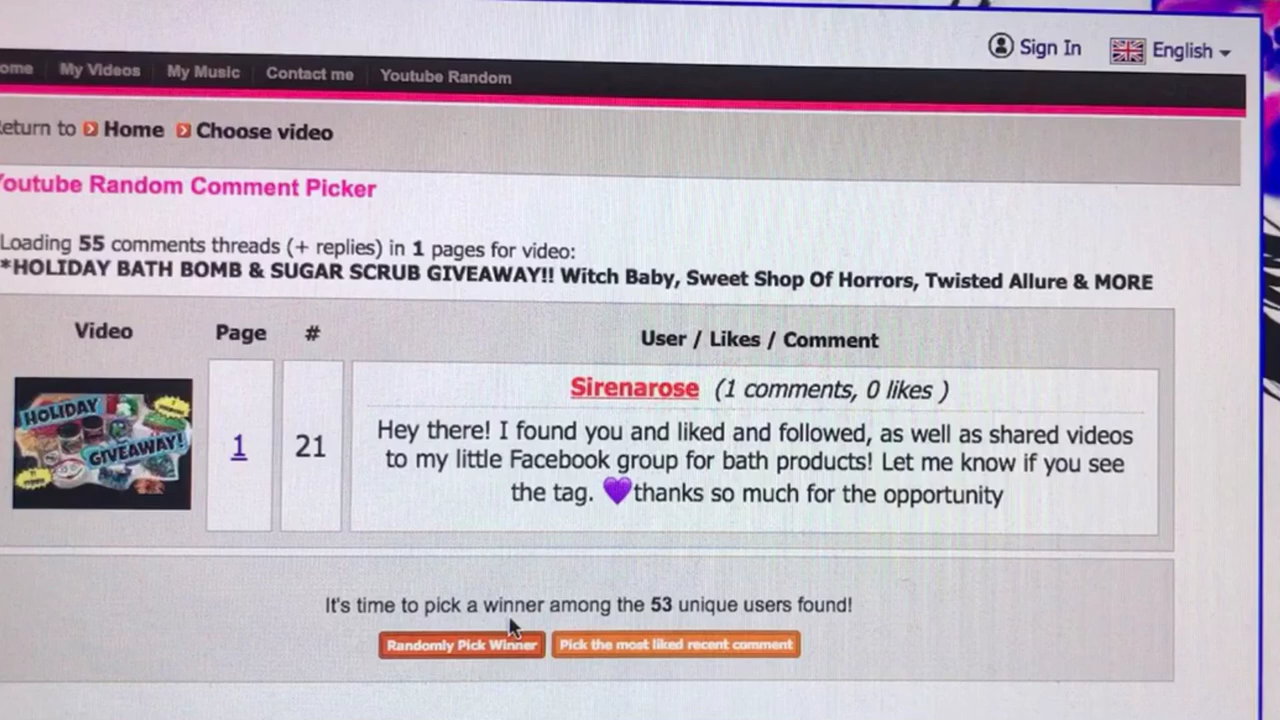 Sign In
English
ome My Videos My Music Contact me Youtube Random
eturn to Home Choose video
Youtube Random Comment Picker
Loading 55 comments threads (+ replies) in 1 pages for video:
*HOLIDAY BATH BOMB & SUGAR SCRUB GIVEAWAY!! Witch Baby, Sweet Shop Of Horrors, Twisted Allure & MORE
Video Page # User / Likes / Comment
HOLIDAY
GIVEAWAY!
1
21
Sirenarose (1 comments, 0 likes )
Hey there! I found you and liked and followed, as well as shared videos
to my little Facebook group for bath products! Let me know if you see
the tag. 💜thanks so much for the opportunity
It's time to pick a winner among the 53 unique users found!
Randomly Pick Winner Pick the most liked recent comment